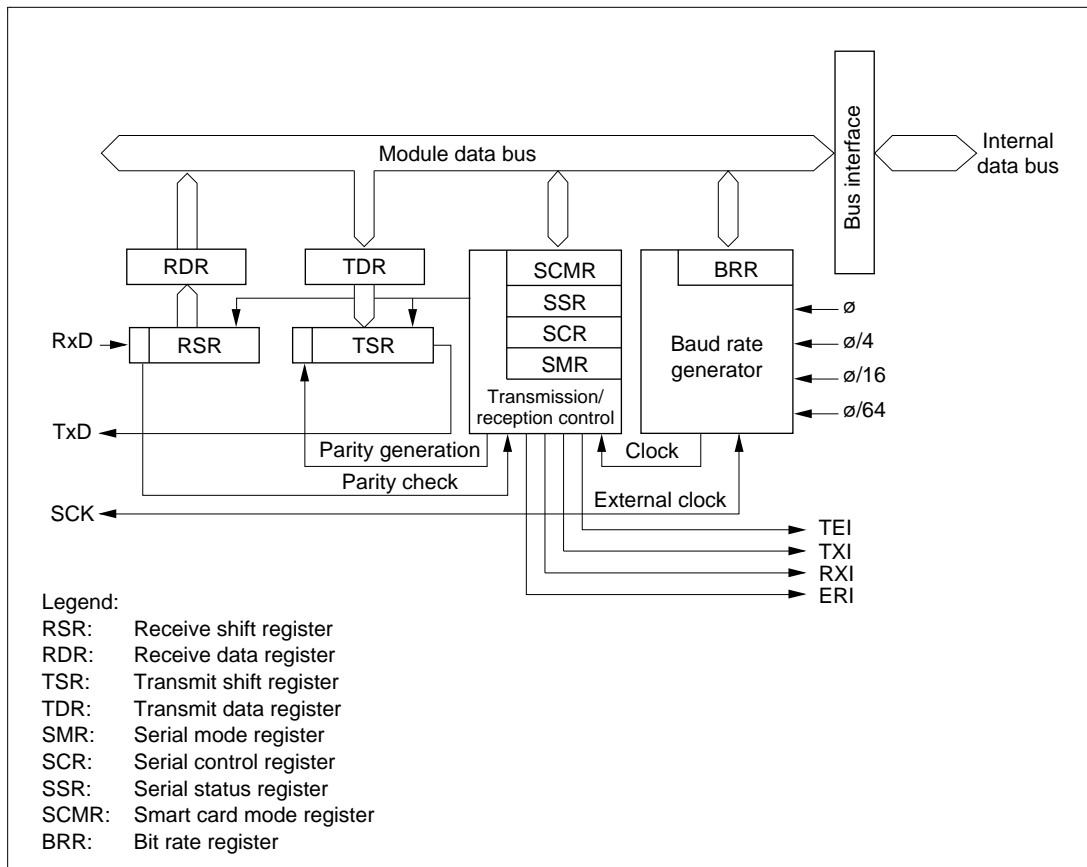 Module data bus
Bus interface
Internal
data bus
RDR
TDR
SCMR
BRR
SSR
SCR
SMR
RxD
RSR
TSR
Baud rate
generator
ø
ø/4
ø/16
ø/64
Transmission/
reception control
TxD
Parity generation
Clock
Parity check
SCK
External clock
TEI
TXI
RXI
ERI
Legend:
RSR: Receive shift register
RDR: Receive data register
TSR: Transmit shift register
TDR: Transmit data register
SMR: Serial mode register
SCR: Serial control register
SSR: Serial status register
SCMR: Smart card mode register
BRR: Bit rate register